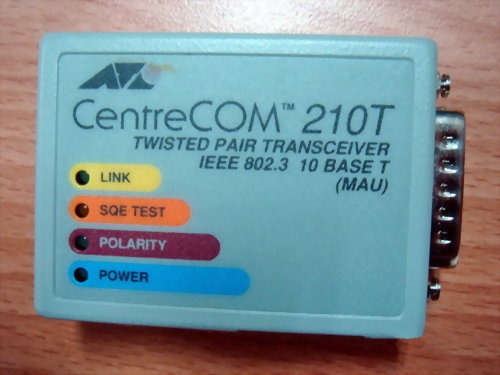 CentreCOM™ 210T
TWISTED PAIR TRANSCEIVER
IEEE 802.3 10 BASE T
(MAU)
LINK
SQE TEST
POLARITY
POWER